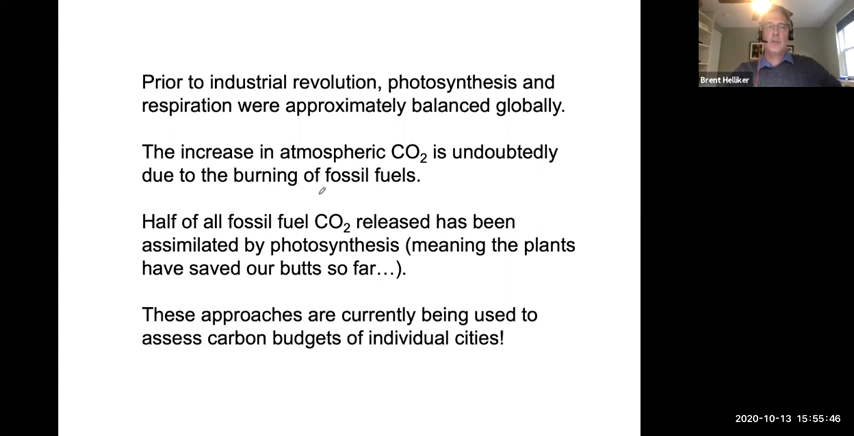 Prior to industrial revolution, photosynthesis and
respiration were approximately balanced globally.
The increase in atmospheric CO₂ is undoubtedly
due to the burning of fossil fuels.
Half of all fossil fuel CO₂ released has been
assimilated by photosynthesis (meaning the plants
have saved our butts so far…).
These approaches are currently being used to
assess carbon budgets of individual cities!
Brent Helliker
2020-10-13 15:55:46